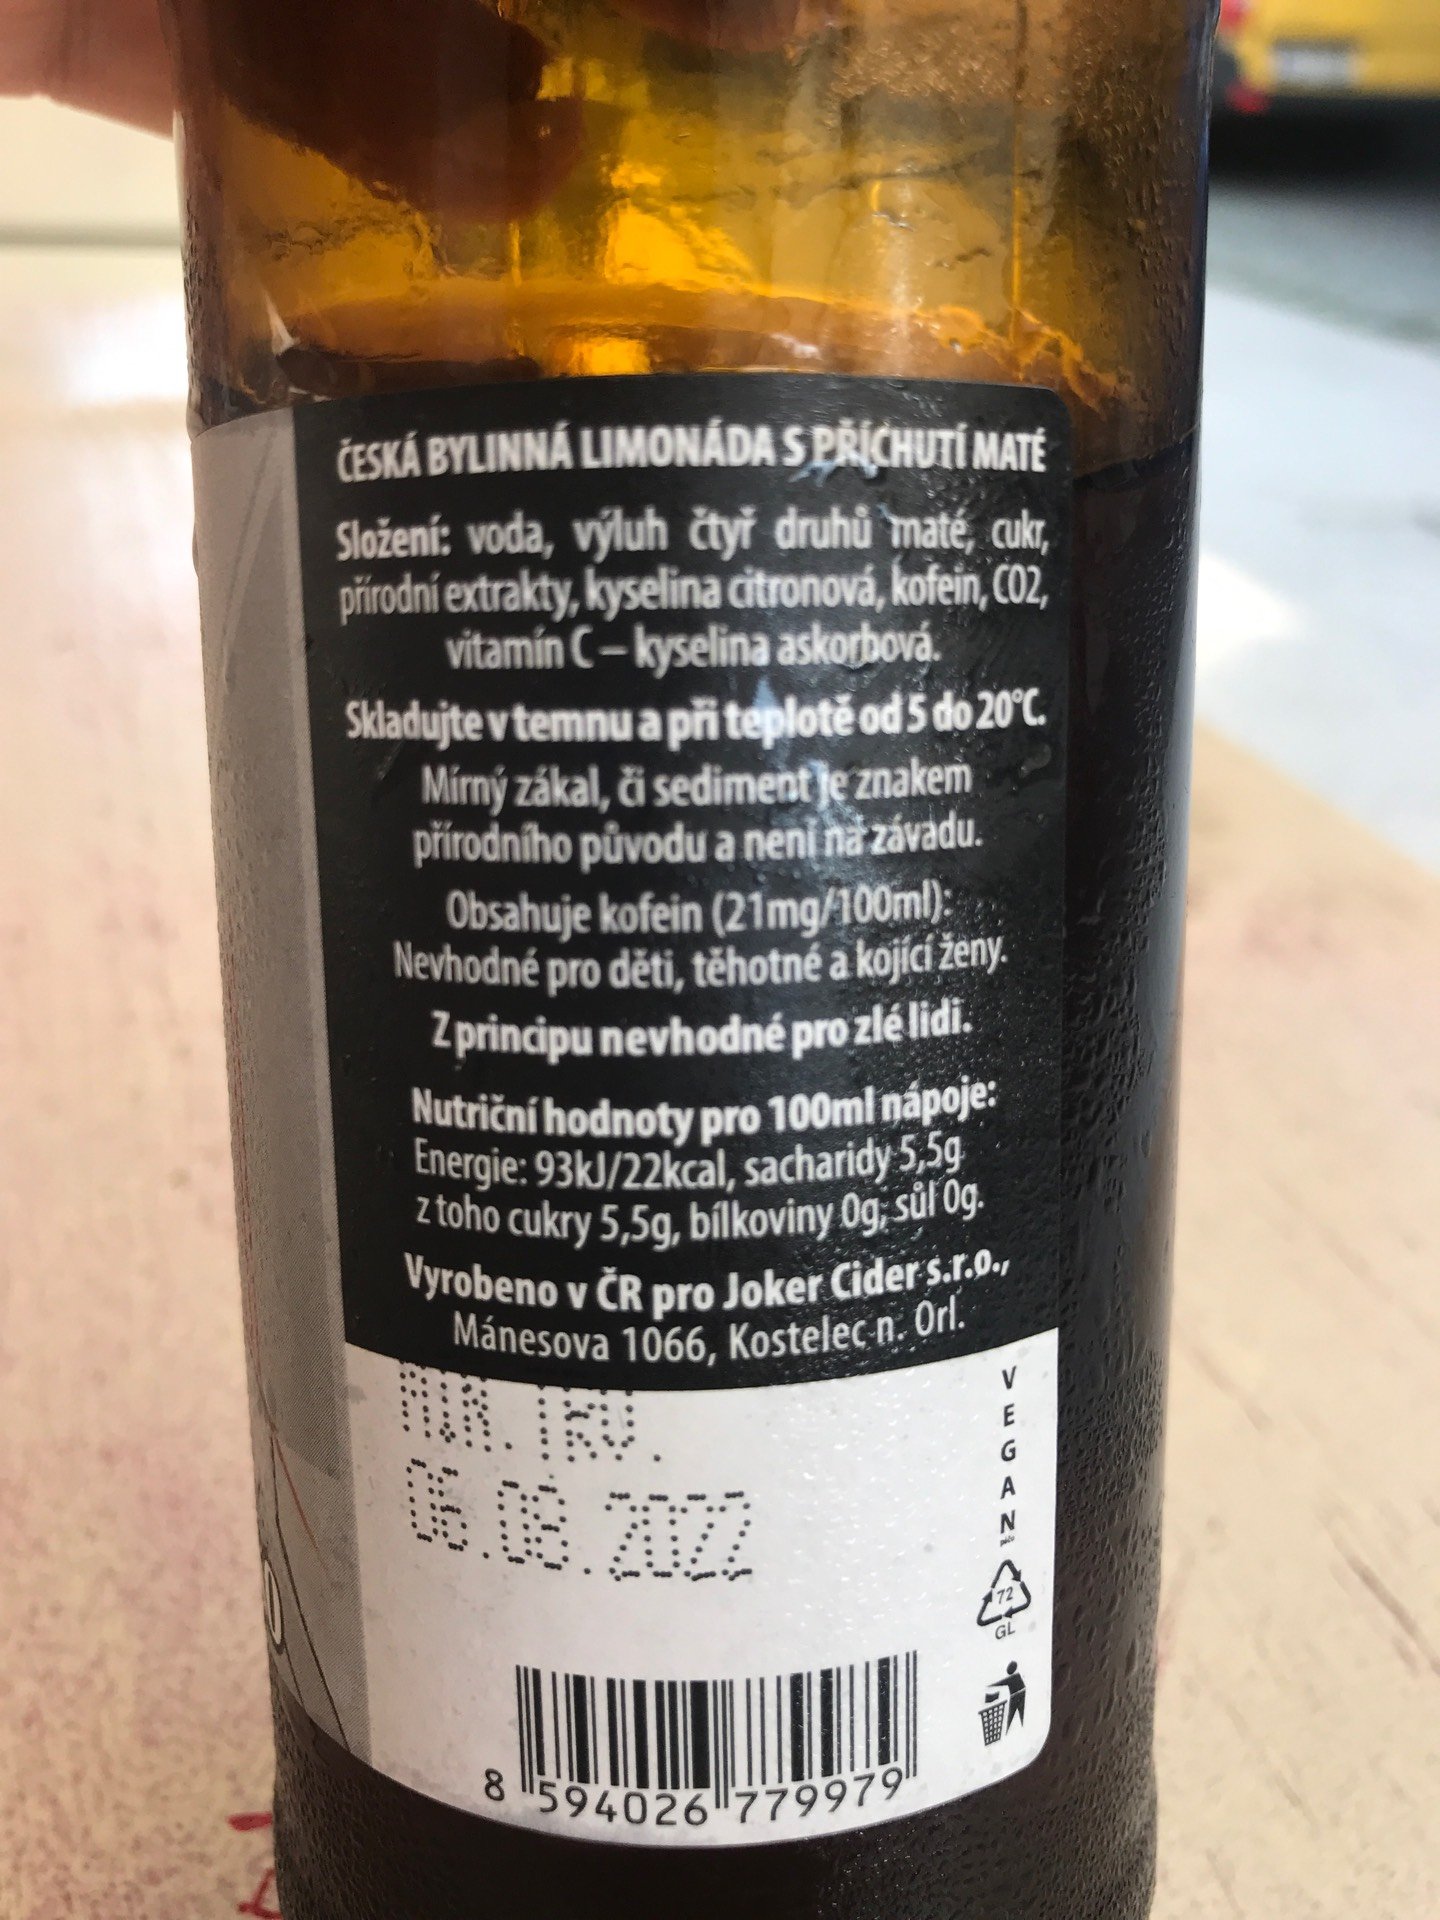 ČESKÁ BYLINNÁ LIMONÁDA S PŘÍCHUTÍ MATÉ
Složení: voda, výluh čtyř druhů maté, cukr,
přírodní extrakty, kyselina citronová, kofein, CO2,
vitamín C – kyselina askorbová.
Skladujte v temnu a při teplotě od 5 do 20°C.
Mírný zákal, či sediment je znakem
přírodního původu a není na závadu.
Obsahuje kofein (21mg/100ml):
Nevhodné pro děti, těhotné a kojící ženy.
Z principu nevhodné pro zlé lidi.
Nutriční hodnoty pro 100ml nápoje:
Energie: 93kJ/22kcal, sacharidy 5,5g
z toho cukry 5,5g, bílkoviny 0g, sůl 0g.
Vyrobeno v ČR pro Joker Cider s.r.o.,
Mánesova 1066, Kostelec n. Orl.
MIN.TRV.
06.08.2022
VEGAN
72
GL
8 594026 779979